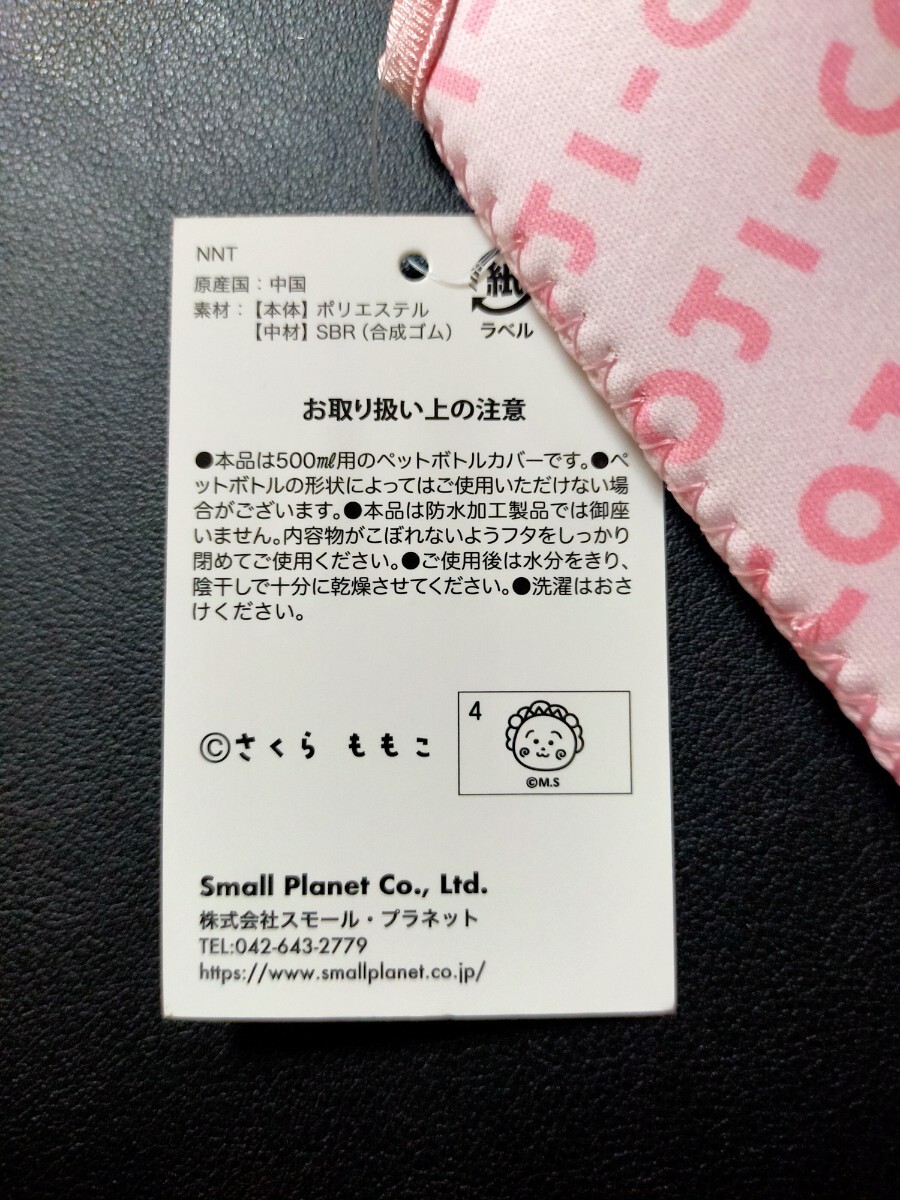 NNT
原産国：中国
素材：【本体】ポリエステル
【中材】SBR（合成ゴム）
紙
ラベル
お取り扱い上の注意
●本品は500㎖用のペットボトルカバーです。●ペ
ットボトルの形状によってはご使用いただけない場
合がございます。●本品は防水加工製品では御座
いません。内容物がこぼれないようフタをしっかり
閉めてご使用ください。●ご使用後は水分をきり、
陰干しで十分に乾燥させてください。●洗濯はおさ
けください。
©さくら ももこ
4
©M.S
Small Planet Co., Ltd.
株式会社スモール・プラネット
TEL:042-643-2779
https://www.smallplanet.co.jp/
OJI-CO
OJI-C